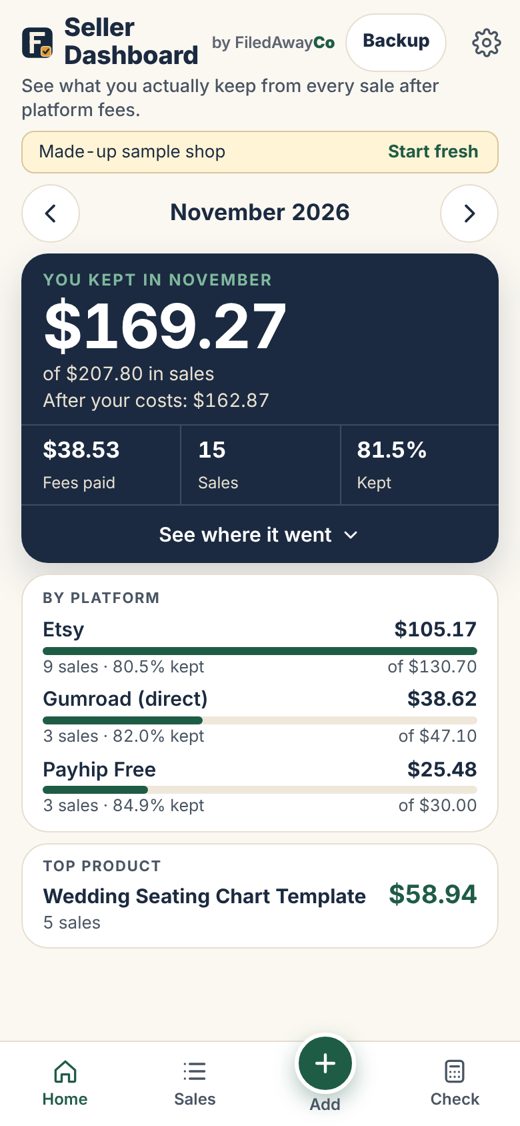 Seller
Dashboard
by FiledAwayCo
Backup
See what you actually keep from every sale after
platform fees.
Made-up sample shop
Start fresh
November 2026
YOU KEPT IN NOVEMBER
$169.27
of $207.80 in sales
After your costs: $162.87
$38.53
Fees paid
15
Sales
81.5%
Kept
See where it went
BY PLATFORM
Etsy
$105.17
9 sales · 80.5% kept
of $130.70
Gumroad (direct)
$38.62
3 sales · 82.0% kept
of $47.10
Payhip Free
$25.48
3 sales · 84.9% kept
of $30.00
TOP PRODUCT
Wedding Seating Chart Template
$58.94
5 sales
Home
Sales
Add
Check